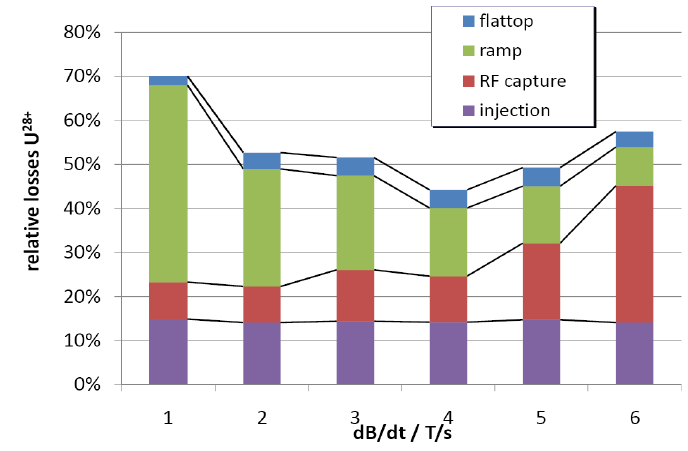 flattop
ramp
RF capture
injection
80%
70%
60%
50%
40%
30%
20%
10%
0%
relative losses U²⁸⁺
1 2 3 4 5 6
dB/dt / T/s